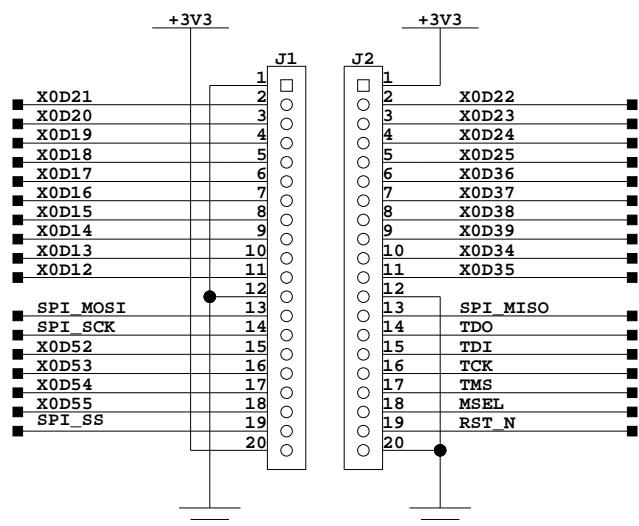 +3V3 +3V3
J1 J2
1 1
X0D21 2 2 X0D22
X0D20 3 3 X0D23
X0D19 4 4 X0D24
X0D18 5 5 X0D25
X0D17 6 6 X0D36
X0D16 7 7 X0D37
X0D15 8 8 X0D38
X0D14 9 9 X0D39
X0D13 10 10 X0D34
X0D12 11 11 X0D35
12 12
SPI_MOSI 13 13 SPI_MISO
SPI_SCK 14 14 TDO
X0D52 15 15 TDI
X0D53 16 16 TCK
X0D54 17 17 TMS
X0D55 18 18 MSEL
SPI_SS 19 19 RST_N
20 20